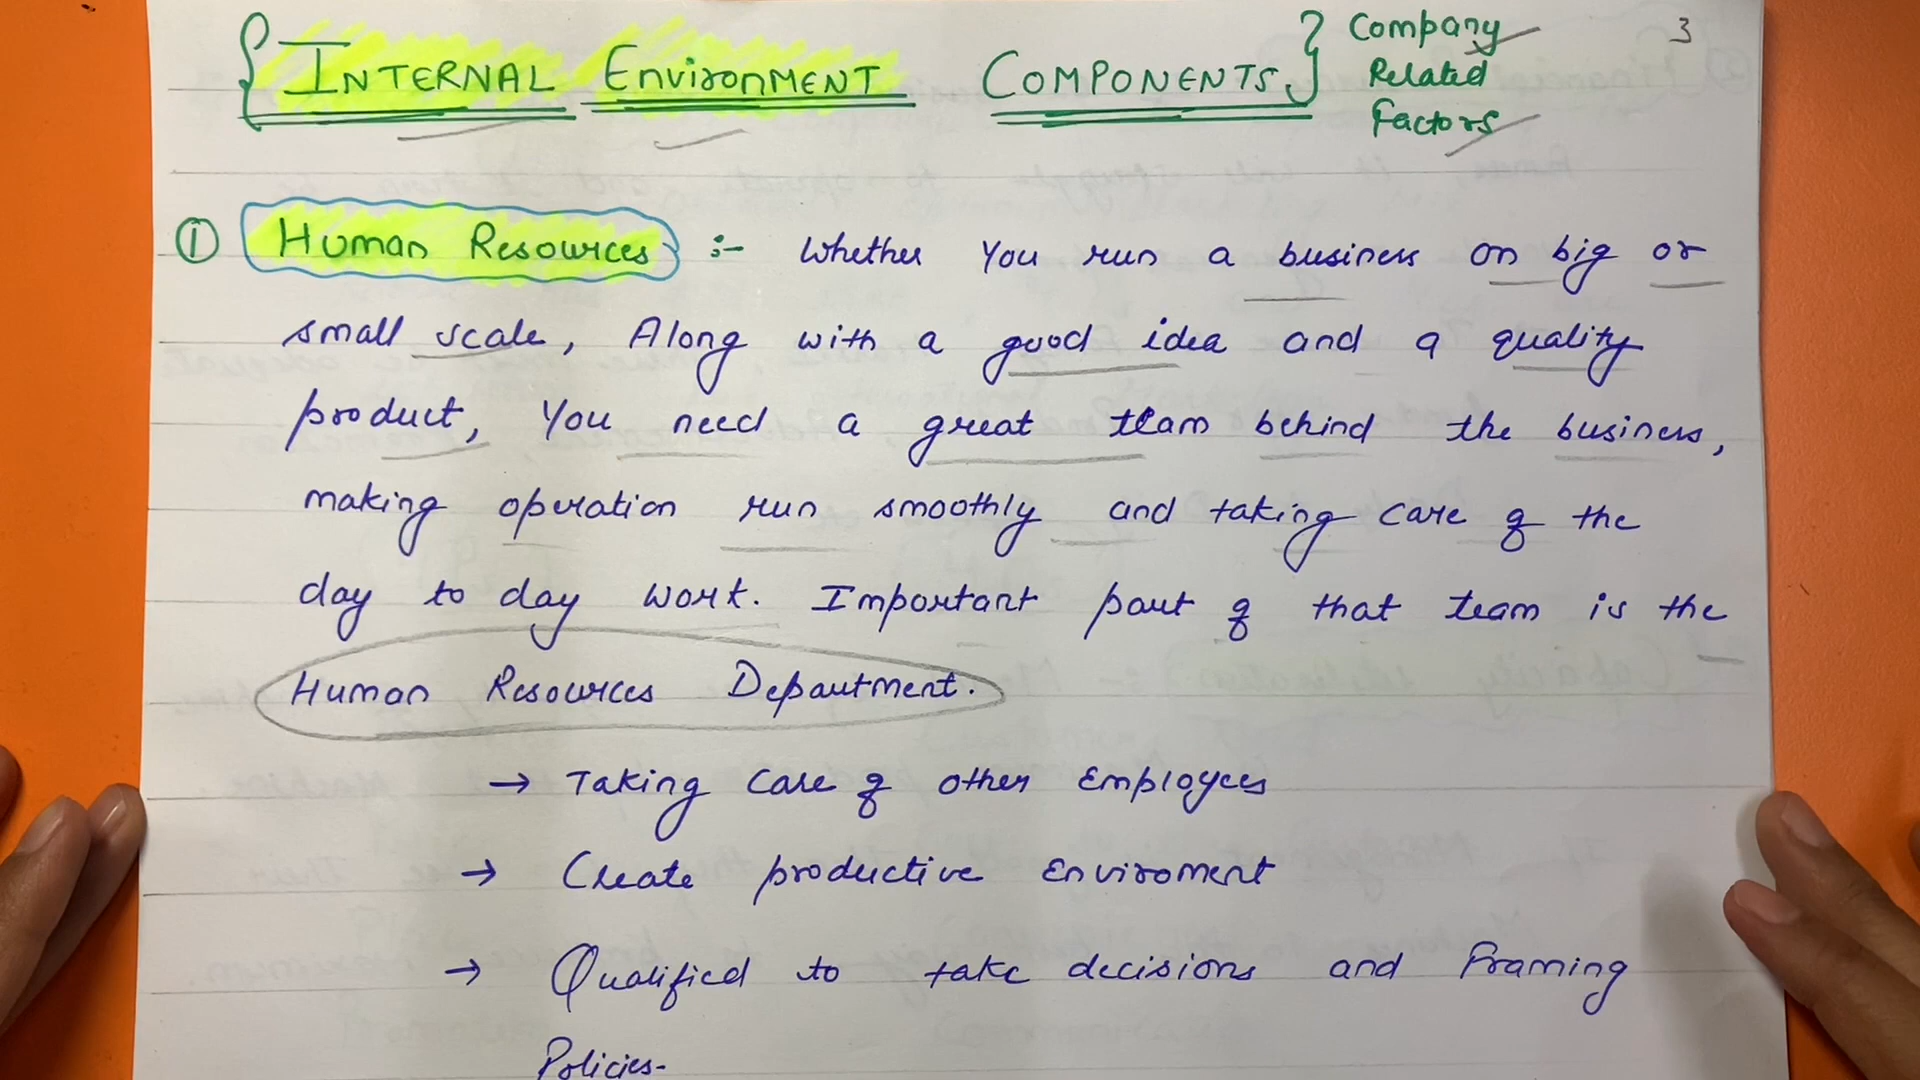 { INTERNAL ENVIRONMENT COMPONENTS } Company Related Factors
3
① Human Resources :- Whether You run a business on big or
small scale, Along with a good idea and a quality
product, You need a great team behind the business,
making operation run smoothly and taking care of the
day to day work. Important part of that team is the
Human Resources Department.
→ Taking Care of other Employees
→ Create productive Enviroment
→ Qualified to take decisions and Framing
Policies.